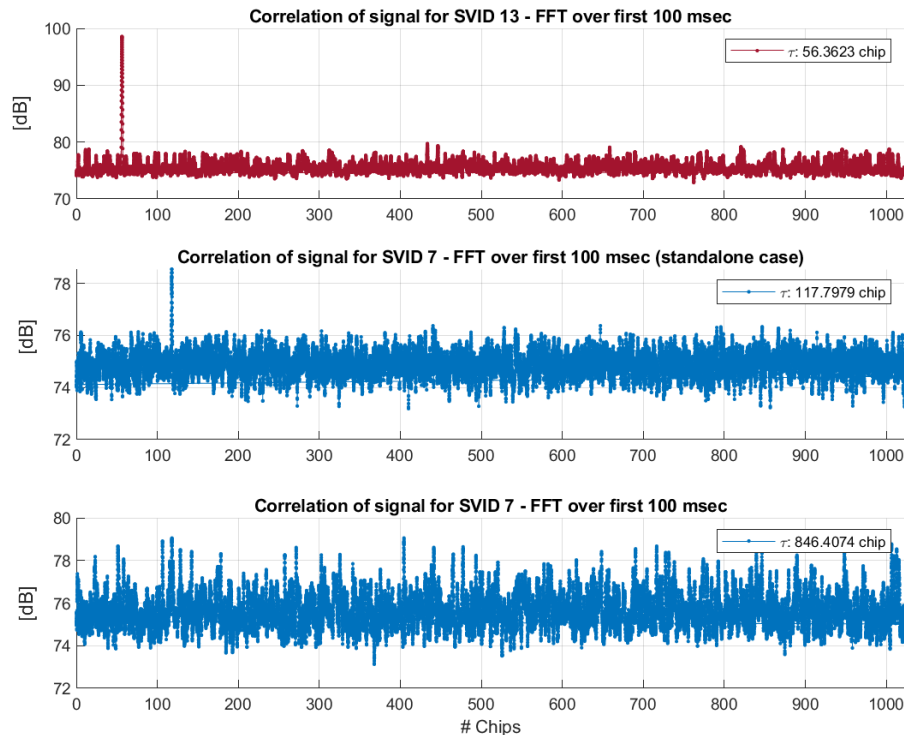 Correlation of signal for SVID 13 - FFT over first 100 msec
100
90
80
70
[dB]
τ: 56.3623 chip
0 100 200 300 400 500 600 700 800 900 1000
Correlation of signal for SVID 7 - FFT over first 100 msec (standalone case)
78
76
74
72
[dB]
τ: 117.7979 chip
0 100 200 300 400 500 600 700 800 900 1000
Correlation of signal for SVID 7 - FFT over first 100 msec
80
78
76
74
72
[dB]
τ: 846.4074 chip
0 100 200 300 400 500 600 700 800 900 1000
# Chips